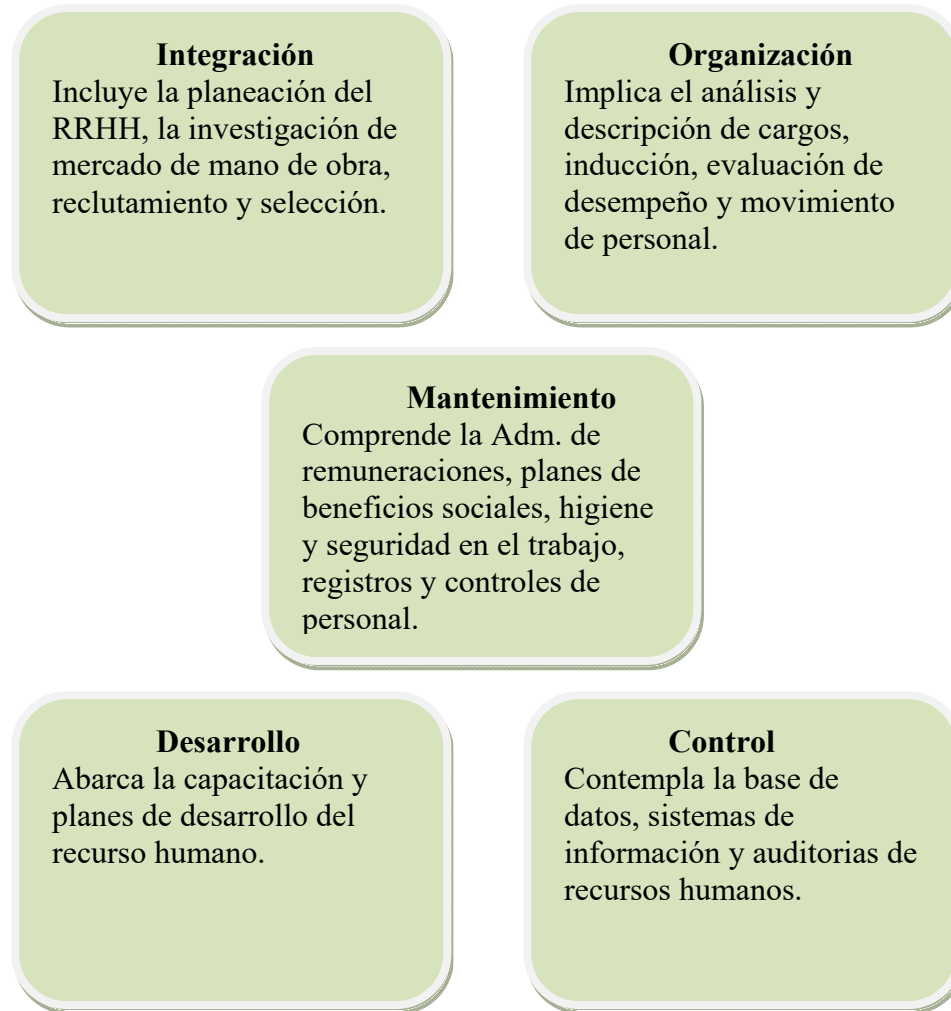 Integración
Incluye la planeación del
RRHH, la investigación de
mercado de mano de obra,
reclutamiento y selección.
Organización
Implica el análisis y
descripción de cargos,
inducción, evaluación de
desempeño y movimiento
de personal.
Mantenimiento
Comprende la Adm. de
remuneraciones, planes de
beneficios sociales, higiene
y seguridad en el trabajo,
registros y controles de
personal.
Desarrollo
Abarca la capacitación y
planes de desarrollo del
recurso humano.
Control
Contempla la base de
datos, sistemas de
información y auditorias de
recursos humanos.